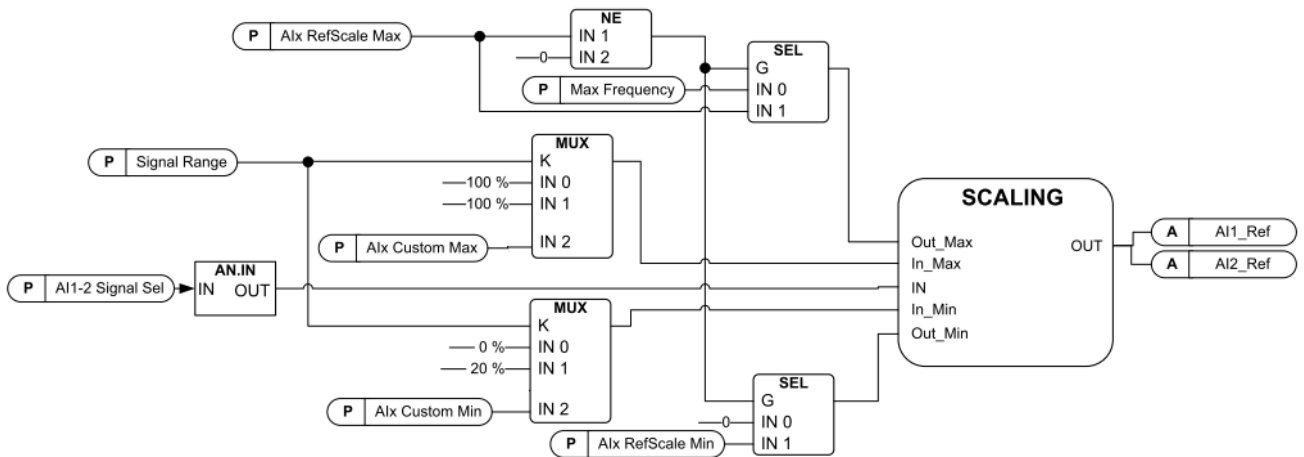 NE
P AIx RefScale Max
IN 1
0 IN 2
SEL
G
P Max Frequency
IN 0
IN 1
MUX
P Signal Range
K
100 % IN 0
100 % IN 1
P AIx Custom Max
IN 2
SCALING
Out_Max
In_Max
IN
In_Min
Out_Min
OUT
A AI1_Ref
A AI2_Ref
AN.IN
P AI1-2 Signal Sel
IN OUT
MUX
K
0 % IN 0
20 % IN 1
P AIx Custom Min
IN 2
SEL
G
0 IN 0
P AIx RefScale Min
IN 1